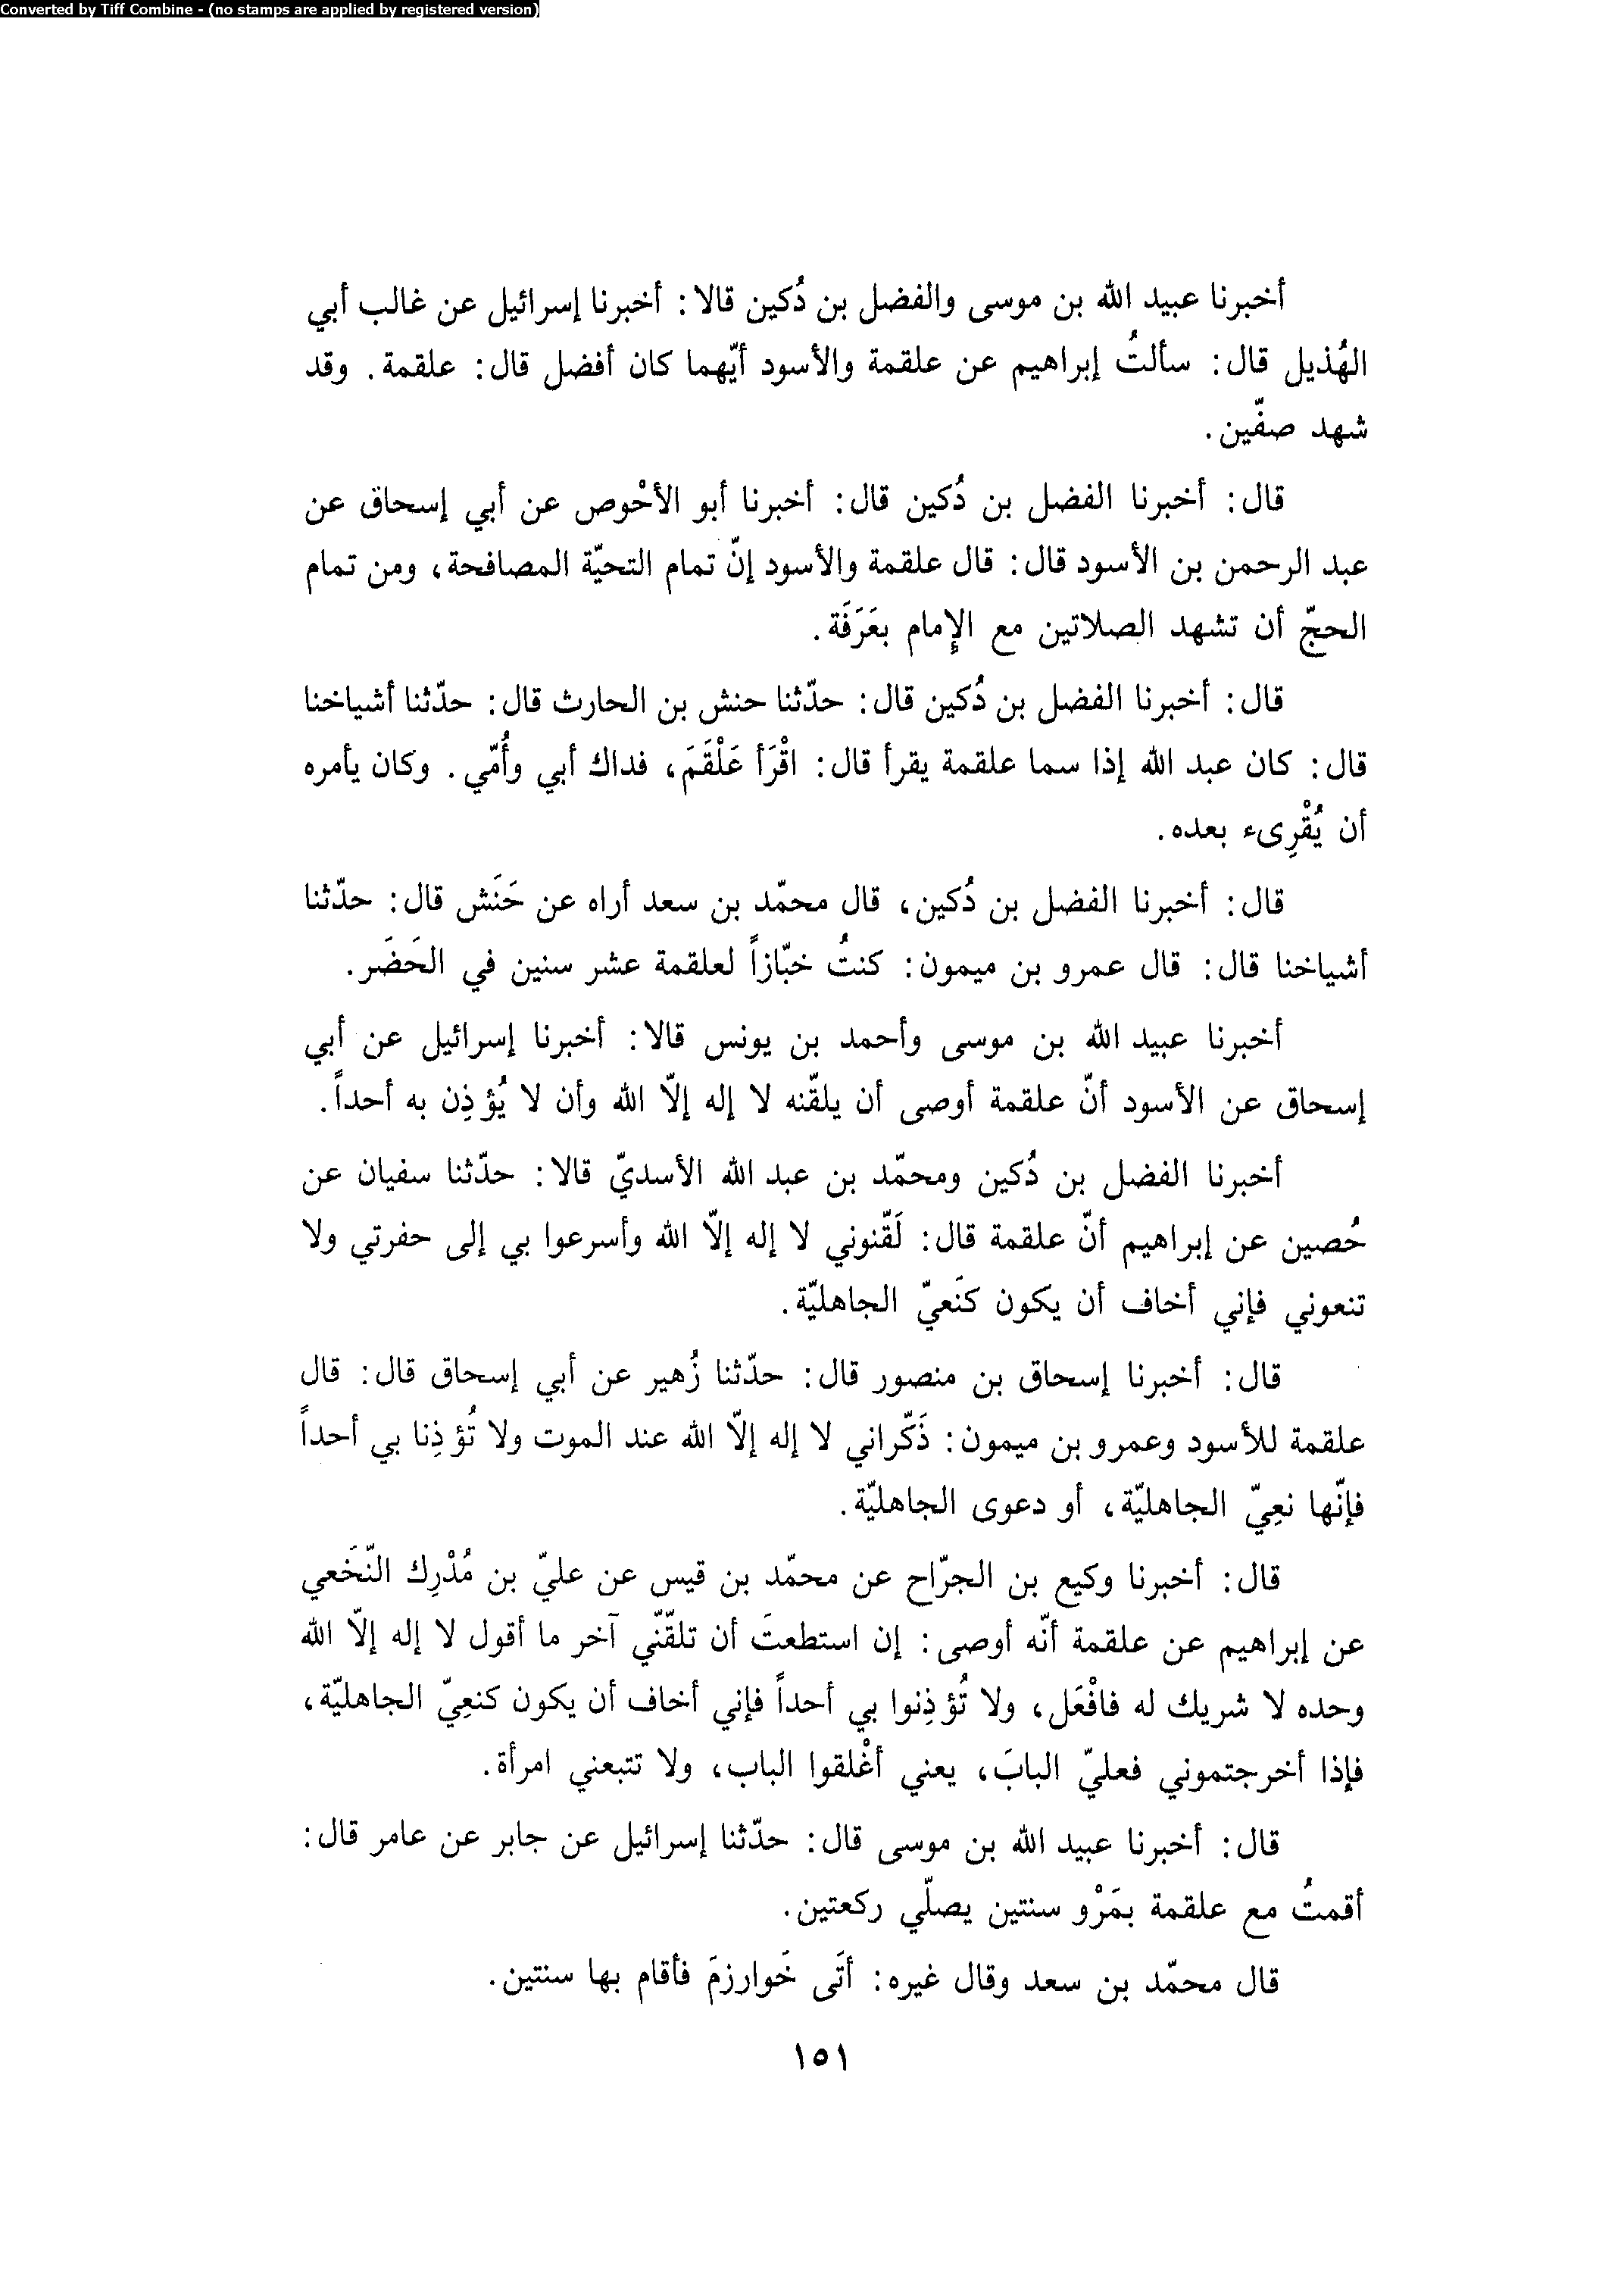 Converted by Tiff Combine - (no stamps are applied by registered version)
أخبرنا عبيد الله بن موسى والفضل بن دُكين قالا: أخبرنا إسرائيل عن غالب أبي
الهُذيل قال: سألتُ إبراهيم عن علقمة والأسود أيّهما كان أفضل قال: علقمة. وقد
شهد صفّين.
قال: أخبرنا الفضل بن دُكين قال: أخبرنا أبو الأحْوص عن أبي إسحاق عن
عبد الرحمن بن الأسود قال: قال علقمة والأسود إنّ تمام التحيّة المصافحة، ومن تمام
الحجّ أن تشهد الصلاتين مع الإمام بعَرَفَة.
قال: أخبرنا الفضل بن دُكين قال: حدّثنا حنش بن الحارث قال: حدّثنا أشياخنا
قال: كان عبد الله إذا سما علقمة يقرأ قال: اقْرَأ عَلْقَمَ، فداك أبي وأُمّي. وكان يأمره
أن يُقْرِىء بعده.
قال: أخبرنا الفضل بن دُكين، قال محمّد بن سعد أراه عن حَنَش قال: حدّثنا
أشياخنا قال: قال عمرو بن ميمون: كنتُ خبّازاً لعلقمة عشر سنين في الحَضَر.
أخبرنا عبيد الله بن موسى وأحمد بن يونس قالا: أخبرنا إسرائيل عن أبي
إسحاق عن الأسود أنّ علقمة أوصى أن يلقّنه لا إله إلاّ الله وأن لا يُؤذِن به أحداً.
أخبرنا الفضل بن دُكين ومحمّد بن عبد الله الأسديّ قالا: حدّثنا سفيان عن
حُصين عن إبراهيم أنّ علقمة قال: لَقّنوني لا إله إلاّ الله وأسرعوا بي إلى حفرتي ولا
تنعوني فإني أخاف أن يكون كنَعيّ الجاهليّة.
قال: أخبرنا إسحاق بن منصور قال: حدّثنا زُهير عن أبي إسحاق قال: قال
علقمة للأسود وعمرو بن ميمون: ذَكّراني لا إله إلاّ الله عند الموت ولا تُؤذِنا بي أحداً
فإنّها نعِيّ الجاهليّة، أو دعوى الجاهليّة.
قال: أخبرنا وكيع بن الجرّاح عن محمّد بن قيس عن عليّ بن مُدْرِك النّخَعي
عن إبراهيم عن علقمة أنّه أوصى: إن استطعتَ أن تلقّنّي آخر ما أقول لا إله إلاّ الله
وحده لا شريك له فافْعَل، ولا تُؤذِنوا بي أحداً فإني أخاف أن يكون كنعِيّ الجاهليّة،
فإذا أخرجتموني فعليّ البابَ، يعني أغْلقوا الباب، ولا تتبعني امرأة.
قال: أخبرنا عبيد الله بن موسى قال: حدّثنا إسرائيل عن جابر عن عامر قال:
أقمتُ مع علقمة بمَرْو سنتين يصلّي ركعتين.
قال محمّد بن سعد وقال غيره: أتَى خَوارزمَ فأقام بها سنتين.
١٥١